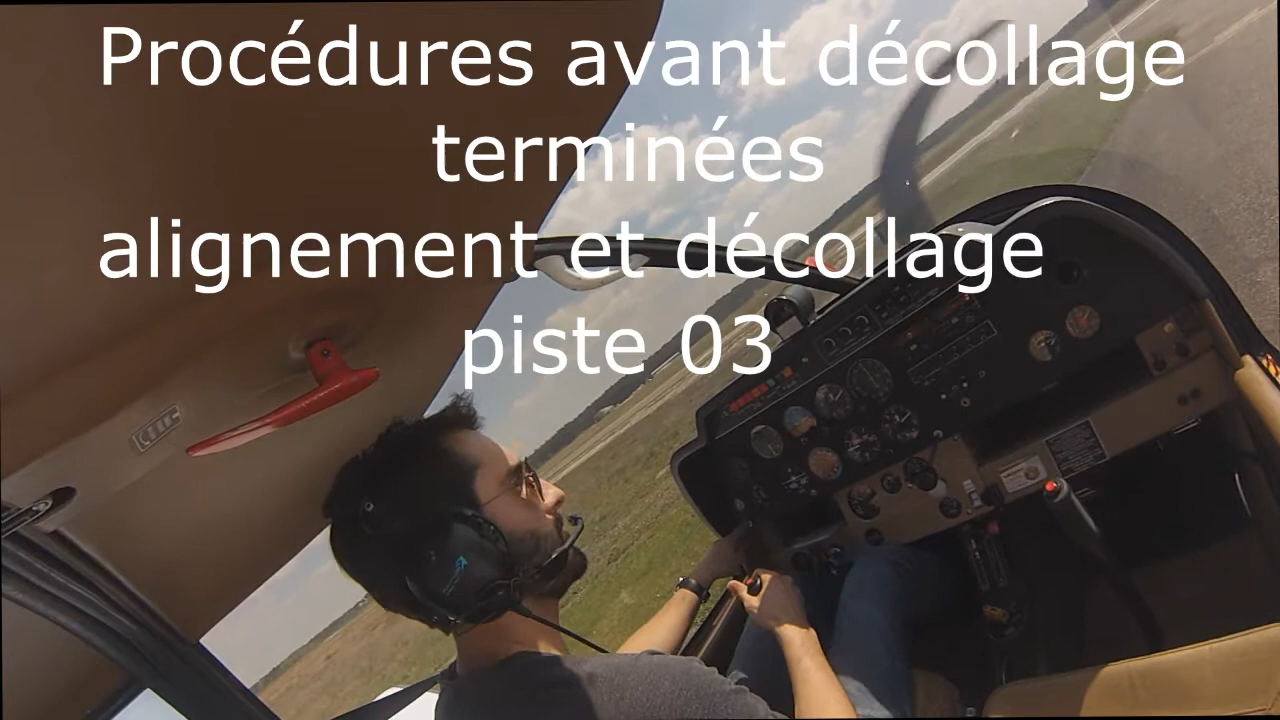 Procédures avant décollage
terminées
alignement et décollage
piste 03